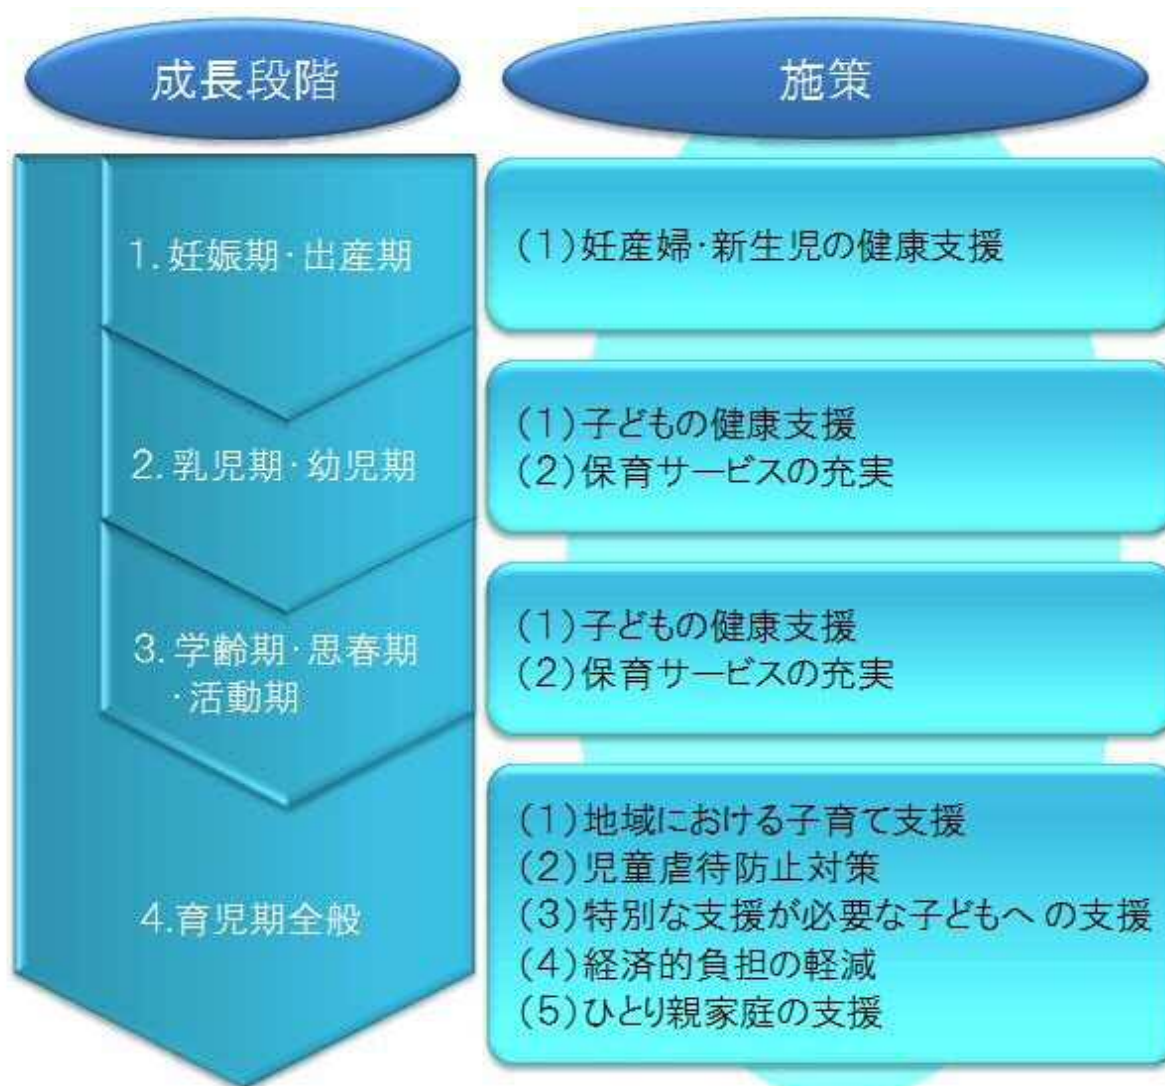 成長段階
施策
1.妊娠期・出産期
(1)妊産婦・新生児の健康支援
2.乳児期・幼児期
(1)子どもの健康支援
(2)保育サービスの充実
3.学齢期・思春期
・活動期
(1)子どもの健康支援
(2)保育サービスの充実
4.育児期全般
(1)地域における子育て支援
(2)児童虐待防止対策
(3)特別な支援が必要な子どもへの支援
(4)経済的負担の軽減
(5)ひとり親家庭の支援